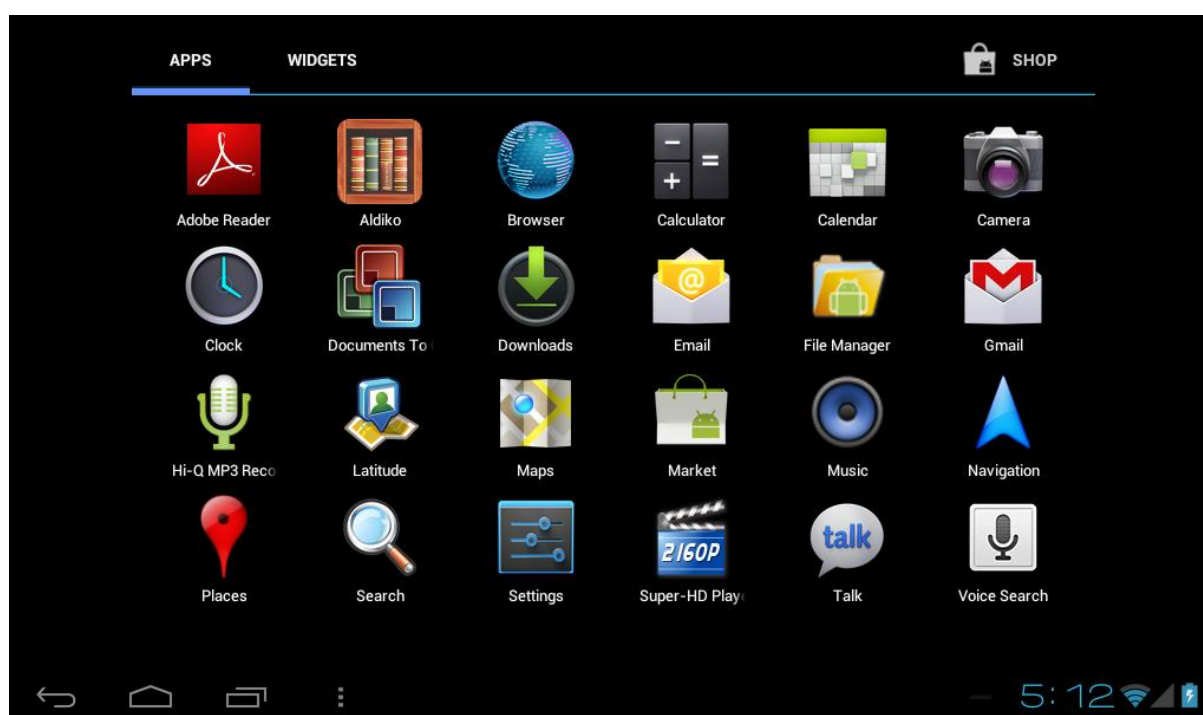 APPS WIDGETS SHOP
Adobe Reader Aldiko Browser Calculator Calendar Camera
@
Clock Documents To Downloads Email File Manager Gmail
Hi-Q MP3 Reco Latitude Maps Market Music Navigation
2160P talk
Places Search Settings Super-HD Playe Talk Voice Search
5:12